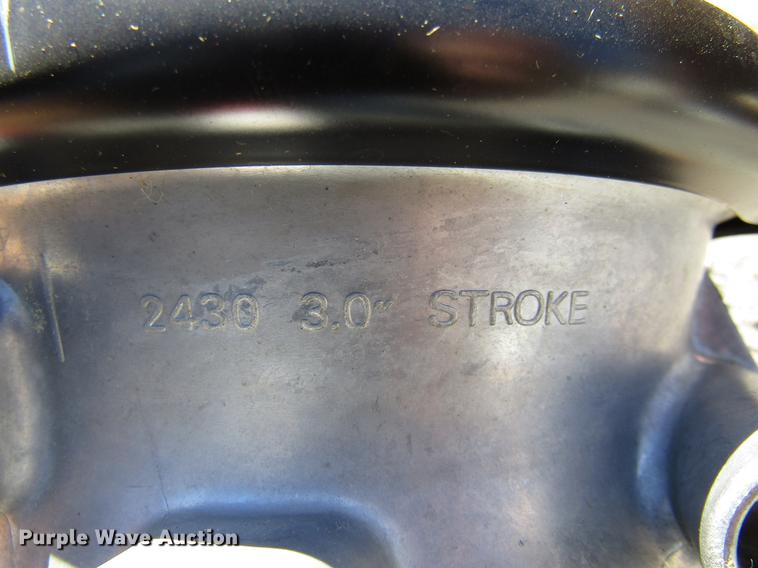 2430 3.0" STROKE
Purple Wave Auction